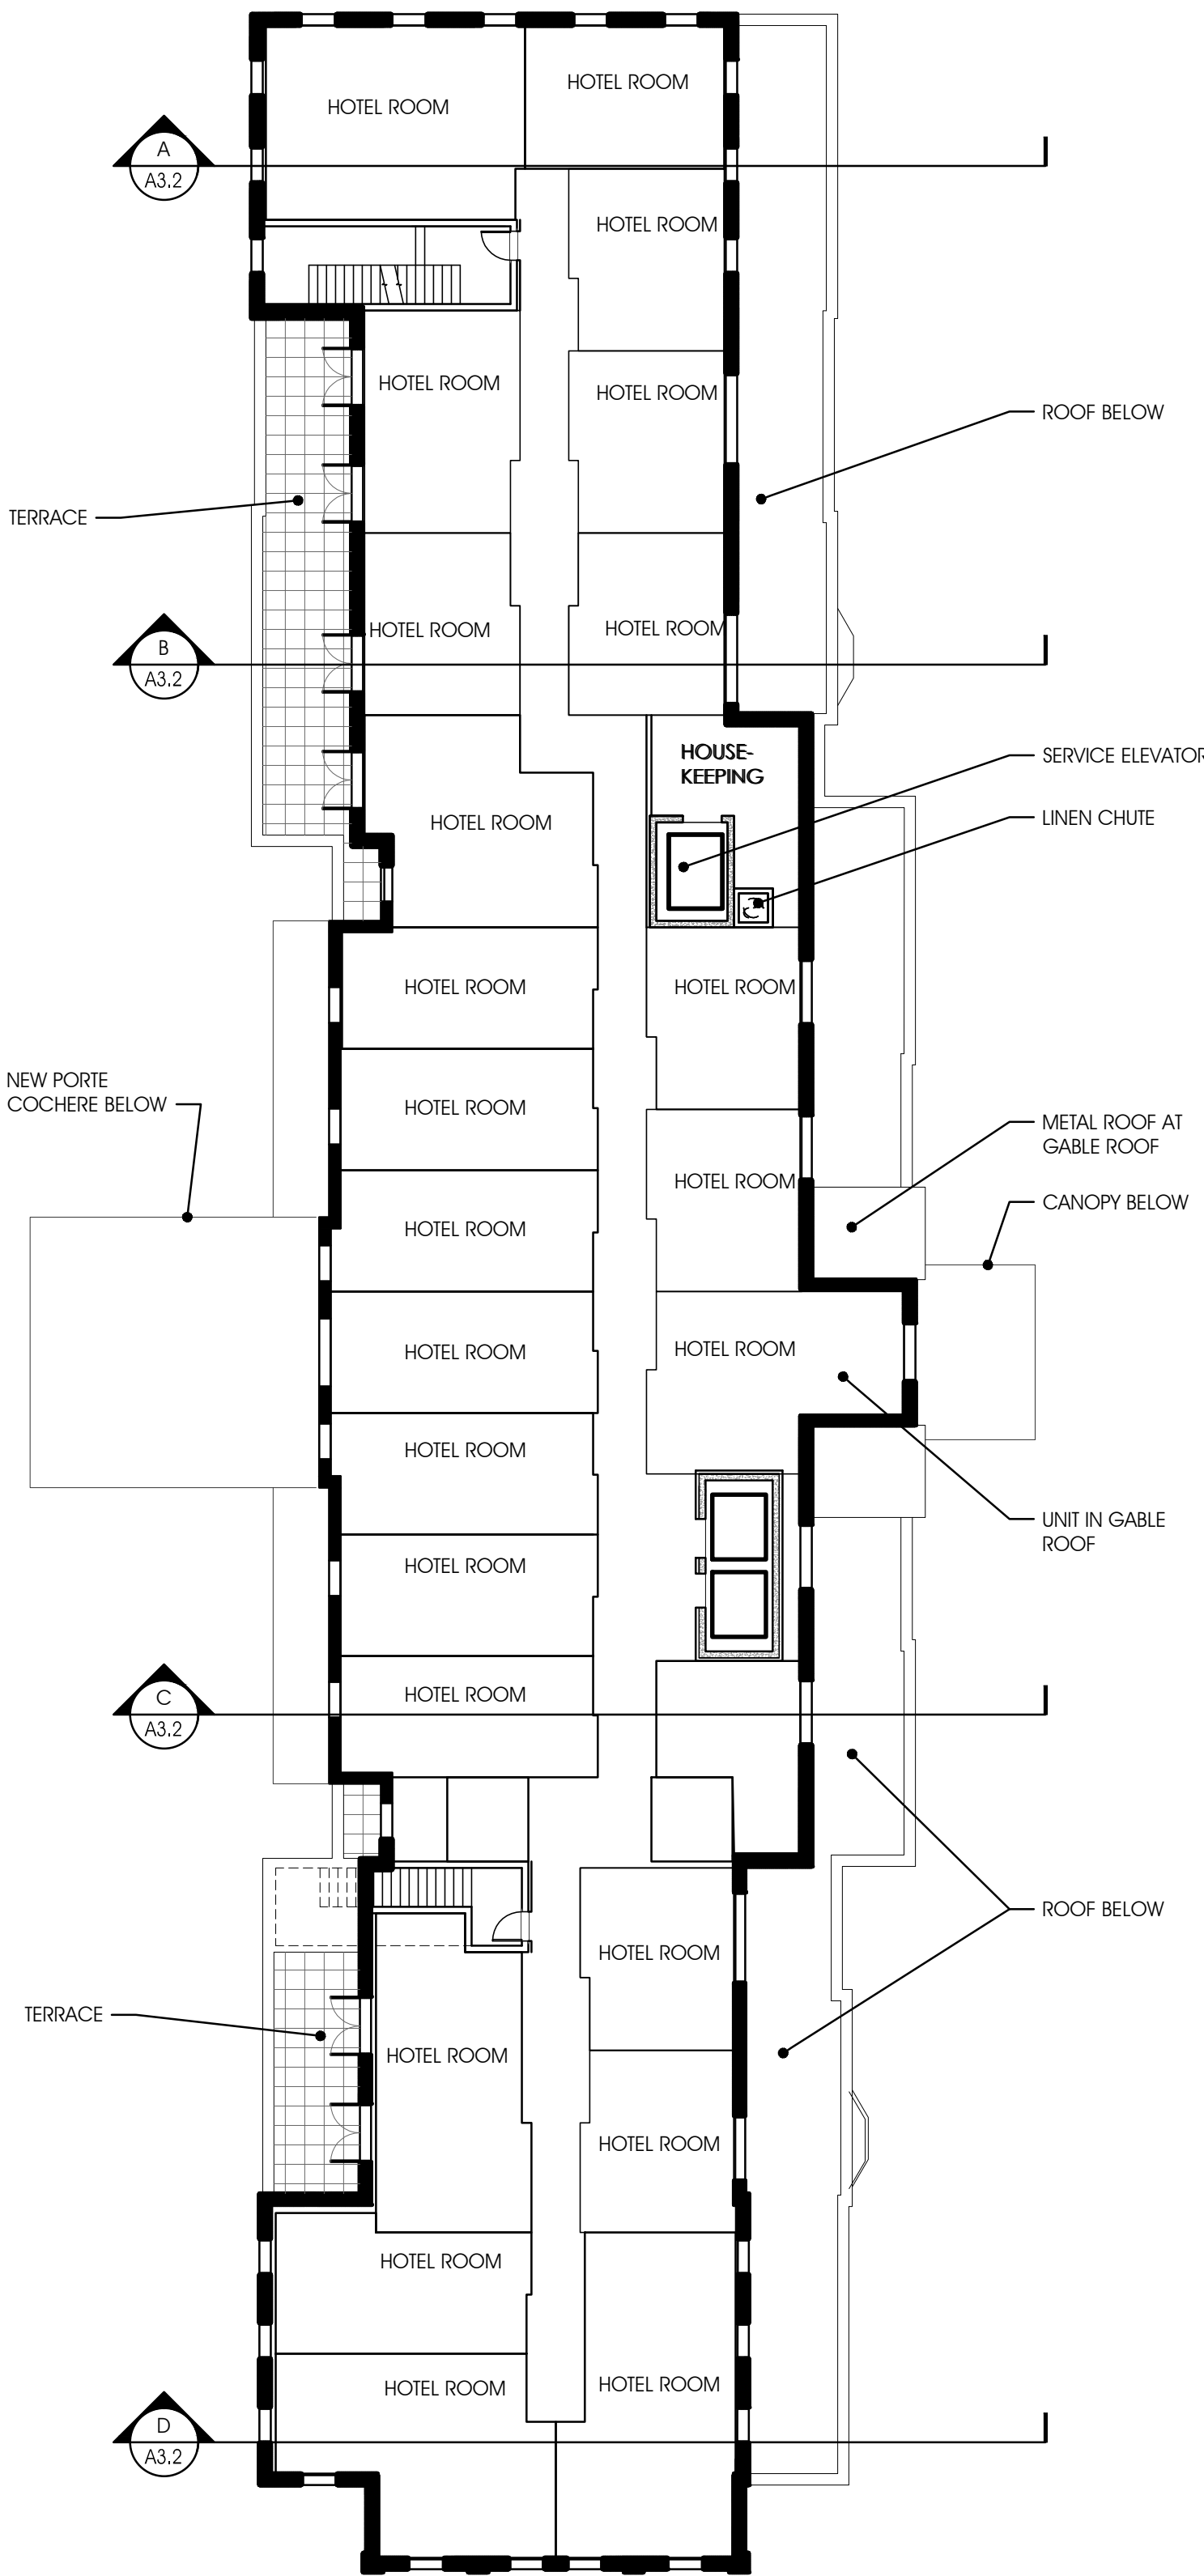 HOTEL ROOM
HOTEL ROOM
A
A3.2
HOTEL ROOM
HOTEL ROOM
HOTEL ROOM
ROOF BELOW
TERRACE
HOTEL ROOM
HOTEL ROOM
B
A3.2
HOUSE-
KEEPING
SERVICE ELEVATOR
LINEN CHUTE
HOTEL ROOM
HOTEL ROOM
HOTEL ROOM
NEW PORTE
COCHERE BELOW
HOTEL ROOM
METAL ROOF AT
GABLE ROOF
HOTEL ROOM
CANOPY BELOW
HOTEL ROOM
HOTEL ROOM
HOTEL ROOM
HOTEL ROOM
UNIT IN GABLE
ROOF
HOTEL ROOM
HOTEL ROOM
C
A3.2
ROOF BELOW
HOTEL ROOM
TERRACE
HOTEL ROOM
HOTEL ROOM
HOTEL ROOM
HOTEL ROOM
HOTEL ROOM
D
A3.2